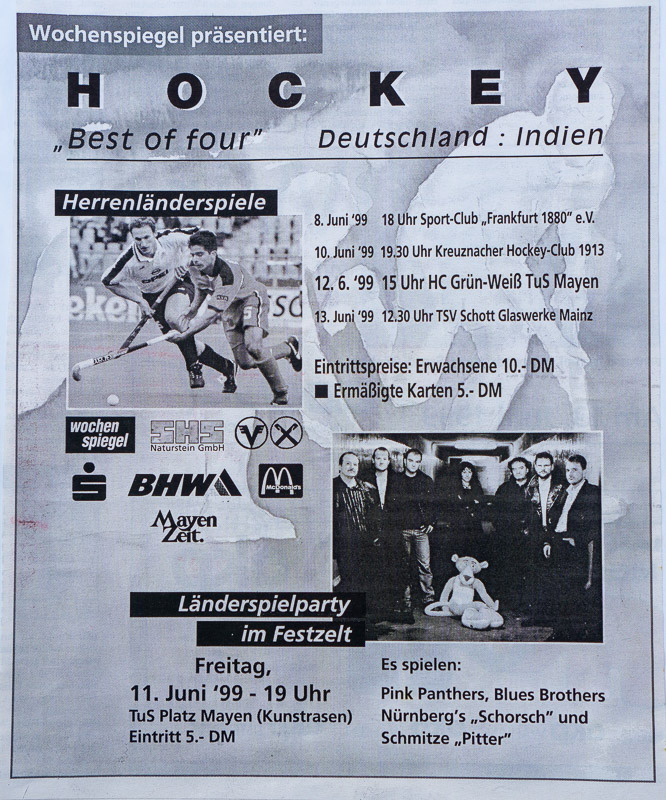 Wochenspiegel präsentiert:
HOCKEY
„Best of four” Deutschland : Indien
Herrenländerspiele
8. Juni ‘99 18 Uhr Sport-Club „Frankfurt 1880” e.V.
10. Juni ‘99 19.30 Uhr Kreuznacher Hockey-Club 1913
12. 6. ‘99 15 Uhr HC Grün-Weiß TuS Mayen
13. Juni ‘99 12.30 Uhr TSV Schott Glaswerke Mainz
Eintrittspreise: Erwachsene 10.- DM
Ermäßigte Karten 5.- DM
wochen
spiegel
SHS
Naturstein GmbH
BHW
McDonald's
Mayen
Zeit.
Länderspielparty
im Festzelt
Freitag,
11. Juni ‘99 - 19 Uhr
TuS Platz Mayen (Kunstrasen)
Eintritt 5.- DM
Es spielen:
Pink Panthers, Blues Brothers
Nürnberg’s „Schorsch” und
Schmitze „Pitter”